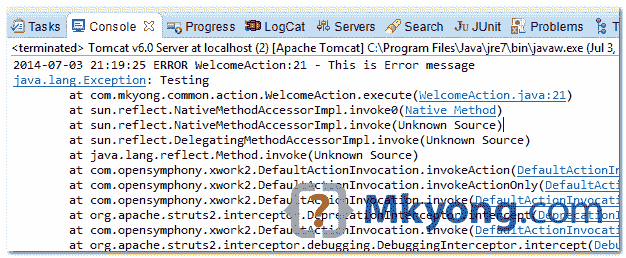 Tasks Console Progress LogCat Servers Search JUnit Problems
<terminated> Tomcat v6.0 Server at localhost (2) [Apache Tomcat] C:\Program Files\Java\jre7\bin\javaw.exe (Jul 3,
2014-07-03 21:19:25 ERROR WelcomeAction:21 - This is Error message
java.lang.Exception: Testing
at com.mkyong.common.action.WelcomeAction.execute(WelcomeAction.java:21)
at sun.reflect.NativeMethodAccessorImpl.invoke0(Native Method)
at sun.reflect.NativeMethodAccessorImpl.invoke(Unknown Source)
at sun.reflect.DelegatingMethodAccessorImpl.invoke(Unknown Source)
at java.lang.reflect.Method.invoke(Unknown Source)
at com.opensymphony.xwork2.DefaultActionInvocation.invokeAction(DefaultActionIn
at com.opensymphony.xwork2.DefaultActionInvocation.invokeActionOnly(DefaultActi
at com.opensymphony.xwork2.DefaultActionInvocation.invoke(DefaultActionInvocati
at org.apache.struts2.interceptor.DeprecationInterceptor.intercept(DeprecationI
at com.opensymphony.xwork2.DefaultActionInvocation.invoke(DefaultActionInvocati
at org.apache.struts2.interceptor.debugging.DebuggingInterceptor.intercept(Debu
Mkyong.com